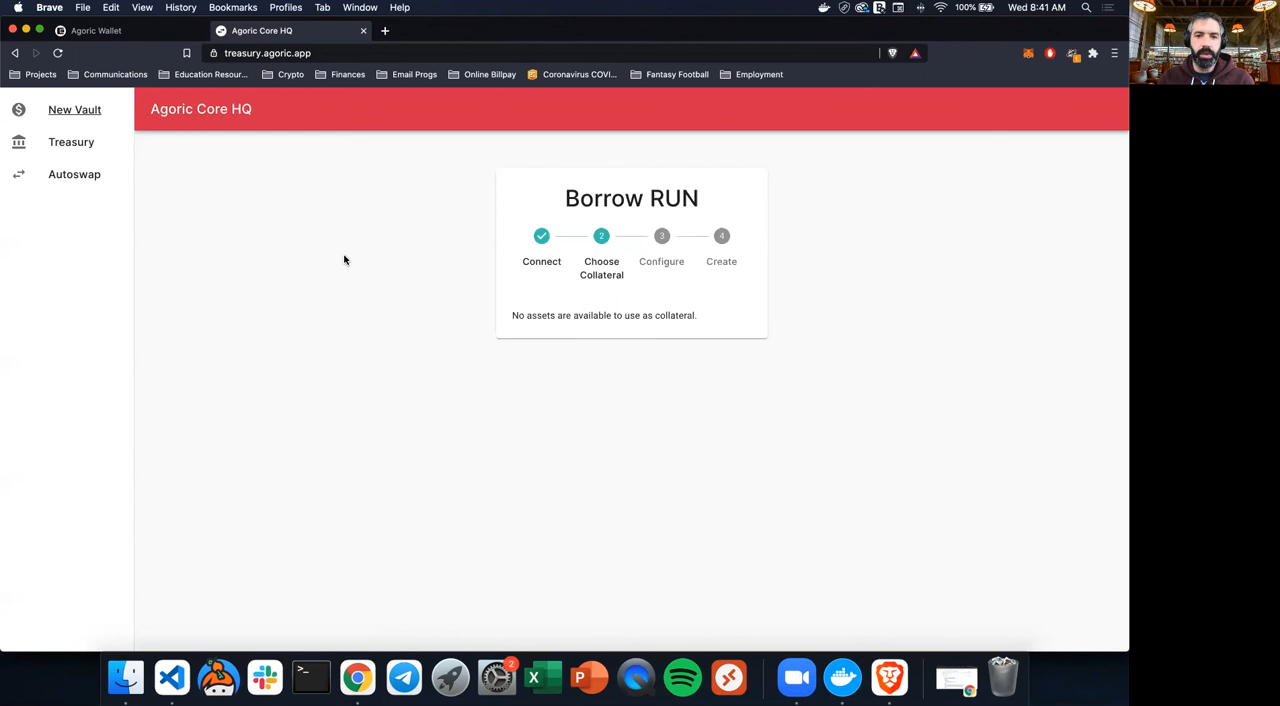 Brave File Edit View History Bookmarks Profiles Tab Window Help 100% Wed 8:41 AM
Agoric Wallet Agoric Core HQ
treasury.agoric.app
Projects Communications Education Resour... Crypto Finances Email Progs Online Billpay Coronavirus COVI... Fantasy Football Employment
New Vault
Treasury
Autoswap
Agoric Core HQ
Borrow RUN
2 3 4
Connect Choose Configure Create
Collateral
No assets are available to use as collateral.
2